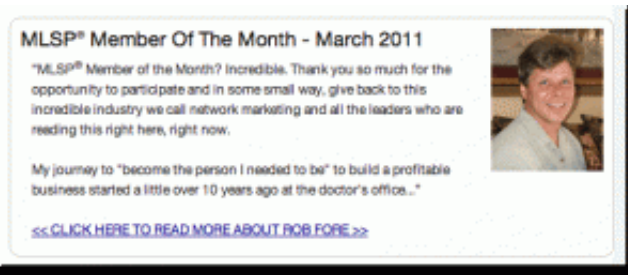 MLSP® Member Of The Month - March 2011
"MLSP® Member of the Month? Incredible. Thank you so much for the
opportunity to participate and in some small way, give back to this
incredible industry we call network marketing and all the leaders who are
reading this right here, right now.
My journey to "become the person I needed to be" to build a profitable
business started a little over 10 years ago at the doctor's office..."
<< CLICK HERE TO READ MORE ABOUT ROB FORE >>